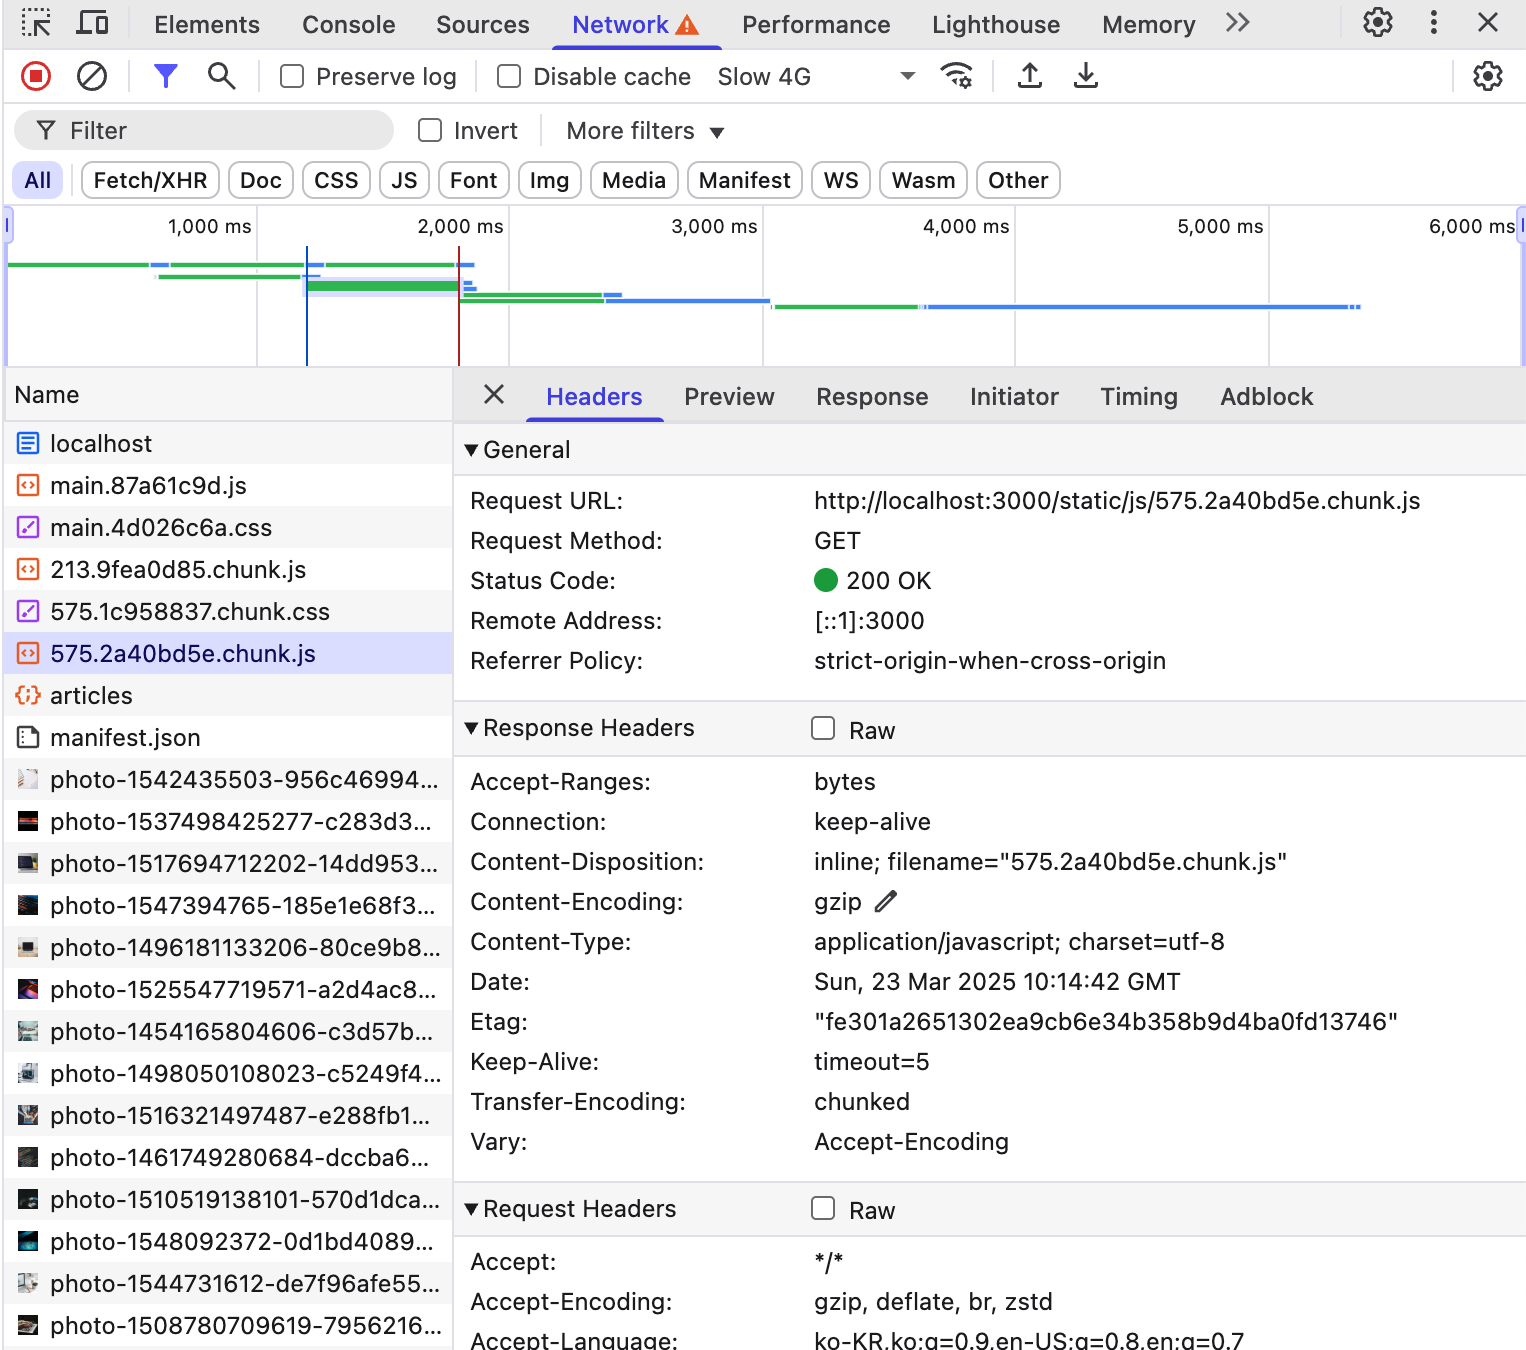 Elements Console Sources Network Performance Lighthouse Memory
Preserve log Disable cache Slow 4G
Filter Invert More filters
All Fetch/XHR Doc CSS JS Font Img Media Manifest WS Wasm Other
1,000 ms 2,000 ms 3,000 ms 4,000 ms 5,000 ms 6,000 ms
Name
localhost
main.87a61c9d.js
main.4d026c6a.css
213.9fea0d85.chunk.js
575.1c958837.chunk.css
575.2a40bd5e.chunk.js
articles
manifest.json
photo-1542435503-956c46994...
photo-1537498425277-c283d3...
photo-1517694712202-14dd953...
photo-1547394765-185e1e68f3...
photo-1496181133206-80ce9b8...
photo-1525547719571-a2d4ac8...
photo-1454165804606-c3d57b...
photo-1498050108023-c5249f4...
photo-1516321497487-e288fb1...
photo-1461749280684-dccba6...
photo-1510519138101-570d1dca...
photo-1548092372-0d1bd4089...
photo-1544731612-de7f96afe55...
photo-1508780709619-7956216...
Headers Preview Response Initiator Timing Adblock
General
Request URL: http://localhost:3000/static/js/575.2a40bd5e.chunk.js
Request Method: GET
Status Code: 200 OK
Remote Address: [::1]:3000
Referrer Policy: strict-origin-when-cross-origin
Response Headers Raw
Accept-Ranges: bytes
Connection: keep-alive
Content-Disposition: inline; filename="575.2a40bd5e.chunk.js"
Content-Encoding: gzip
Content-Type: application/javascript; charset=utf-8
Date: Sun, 23 Mar 2025 10:14:42 GMT
Etag: "fe301a2651302ea9cb6e34b358b9d4ba0fd13746"
Keep-Alive: timeout=5
Transfer-Encoding: chunked
Vary: Accept-Encoding
Request Headers Raw
Accept: */*
Accept-Encoding: gzip, deflate, br, zstd
Accept-Language: ko-KR,ko;q=0.9,en-US;q=0.8,en;q=0.7